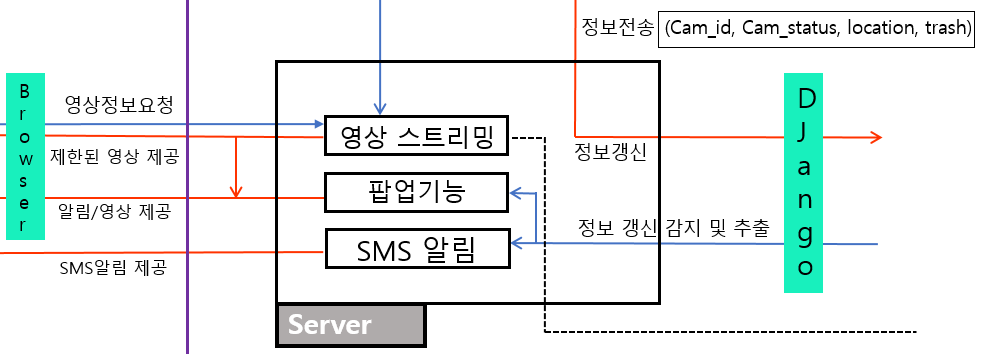 정보전송 (Cam_id, Cam_status, location, trash)
Browser
영상정보요청
제한된 영상 제공
알림/영상 제공
SMS알림 제공
영상 스트리밍
팝업기능
SMS 알림
정보갱신
정보 갱신 감지 및 추출
DJango
Server